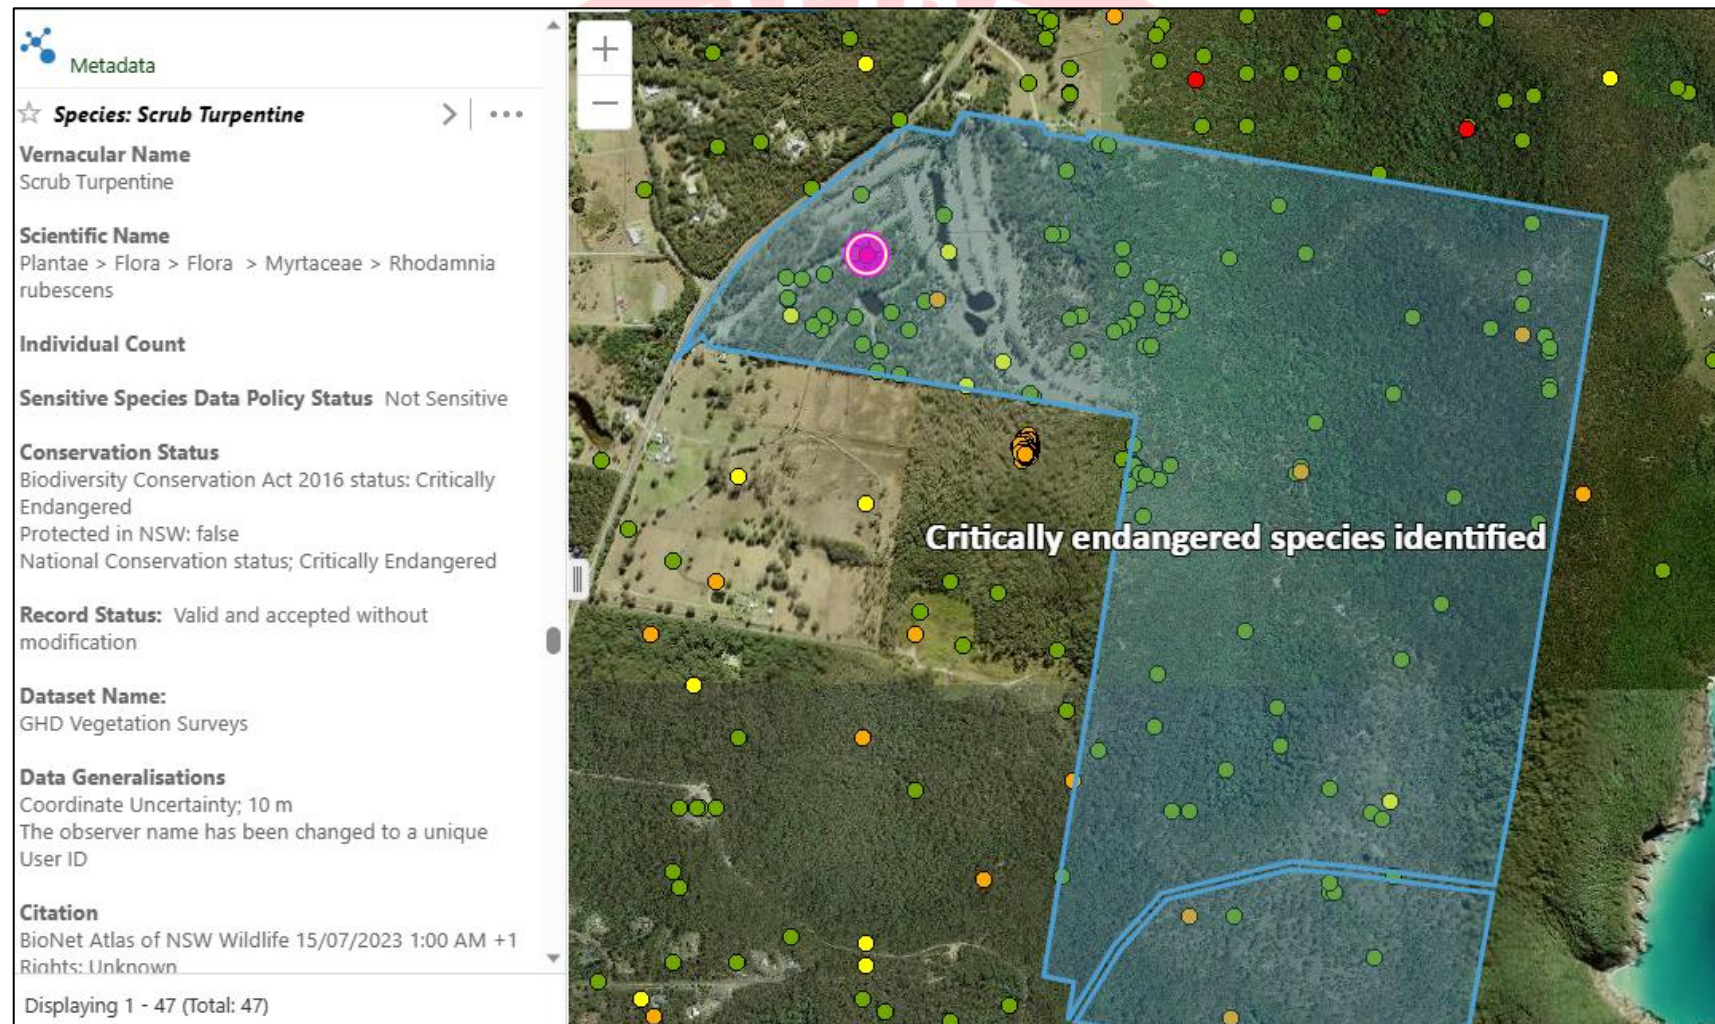 Metadata
Species: Scrub Turpentine
Vernacular Name
Scrub Turpentine
Scientific Name
Plantae > Flora > Flora > Myrtaceae > Rhodamnia
rubescens
Individual Count
Sensitive Species Data Policy Status Not Sensitive
Conservation Status
Biodiversity Conservation Act 2016 status: Critically
Endangered
Protected in NSW: false
National Conservation status; Critically Endangered
Record Status: Valid and accepted without
modification
Dataset Name:
GHD Vegetation Surveys
Data Generalisations
Coordinate Uncertainty; 10 m
The observer name has been changed to a unique
User ID
Citation
BioNet Atlas of NSW Wildlife 15/07/2023 1:00 AM +1
Rights: Unknown
Displaying 1 - 47 (Total: 47)
Critically endangered species identified